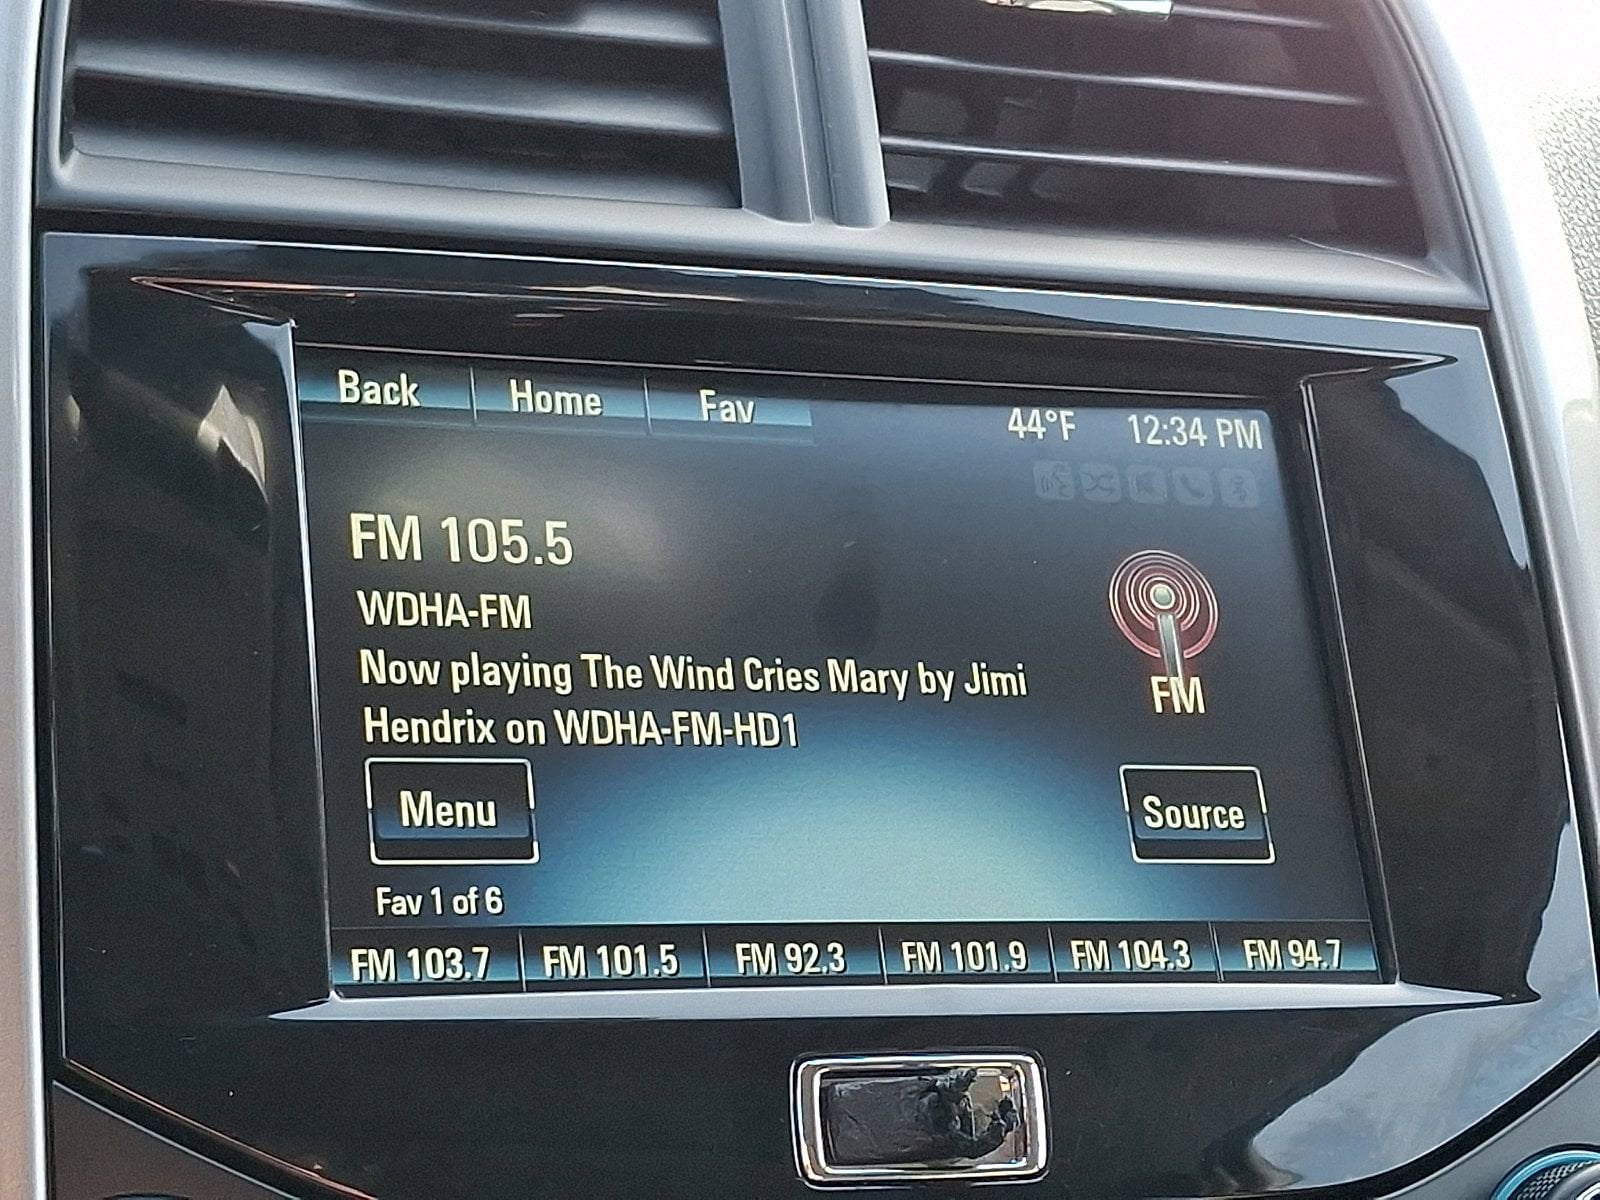 Back Home Fav 44°F 12:34 PM
FM 105.5
WDHA-FM
Now playing The Wind Cries Mary by Jimi
Hendrix on WDHA-FM-HD1
FM
Menu Source
Fav 1 of 6
FM 103.7 FM 101.5 FM 92.3 FM 101.9 FM 104.3 FM 94.7